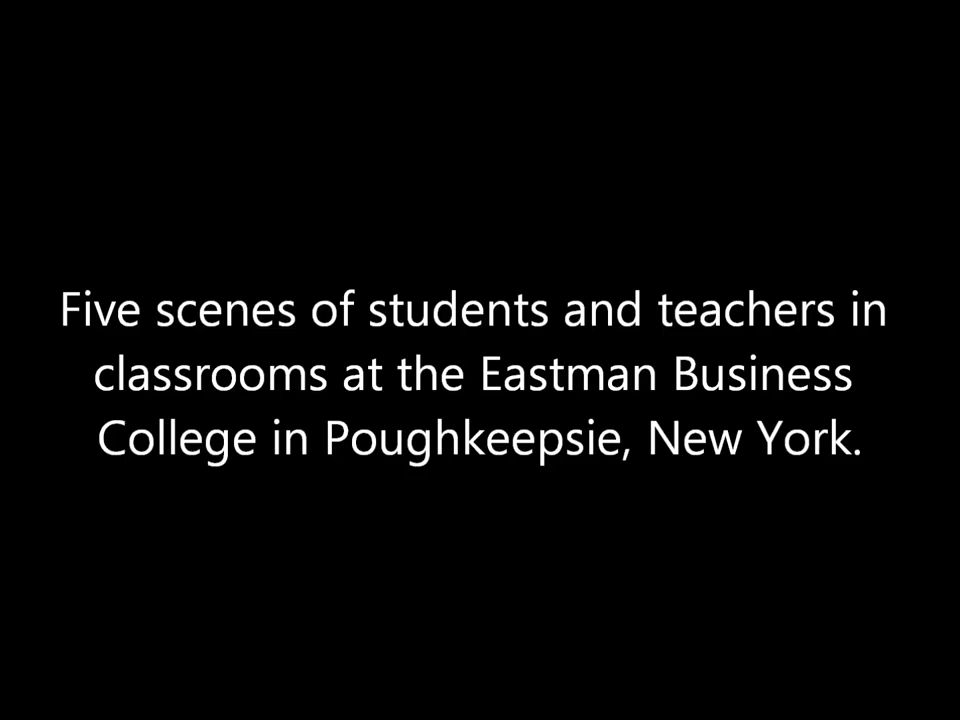 Five scenes of students and teachers in
classrooms at the Eastman Business
College in Poughkeepsie, New York.